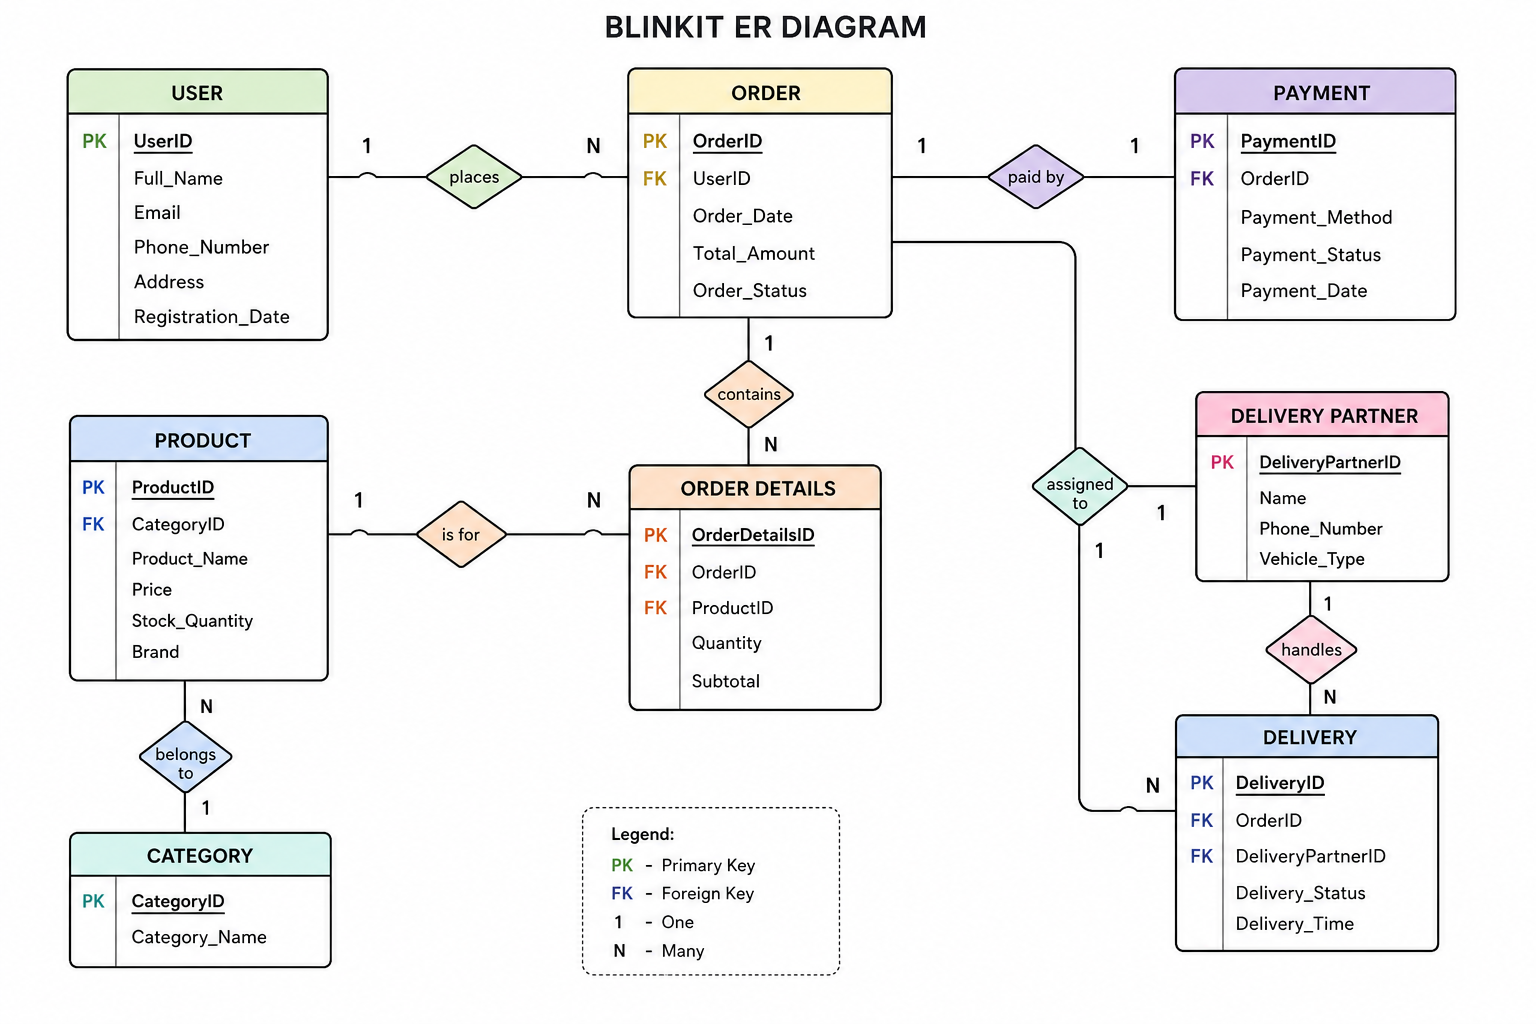 BLINKIT ER DIAGRAM
USER
PK UserID
Full_Name
Email
Phone_Number
Address
Registration_Date
1
places
N
ORDER
PK OrderID
FK UserID
Order_Date
Total_Amount
Order_Status
1
paid by
1
PAYMENT
PK PaymentID
FK OrderID
Payment_Method
Payment_Status
Payment_Date
1
contains
N
PRODUCT
PK ProductID
FK CategoryID
Product_Name
Price
Stock_Quantity
Brand
1
is for
N
ORDER DETAILS
PK OrderDetailsID
FK OrderID
FK ProductID
Quantity
Subtotal
assigned
to
1
1
DELIVERY PARTNER
PK DeliveryPartnerID
Name
Phone_Number
Vehicle_Type
1
handles
N
N
DELIVERY
PK DeliveryID
FK OrderID
FK DeliveryPartnerID
Delivery_Status
Delivery_Time
N
belongs
to
1
CATEGORY
PK CategoryID
Category_Name
Legend:
PK - Primary Key
FK - Foreign Key
1 - One
N - Many